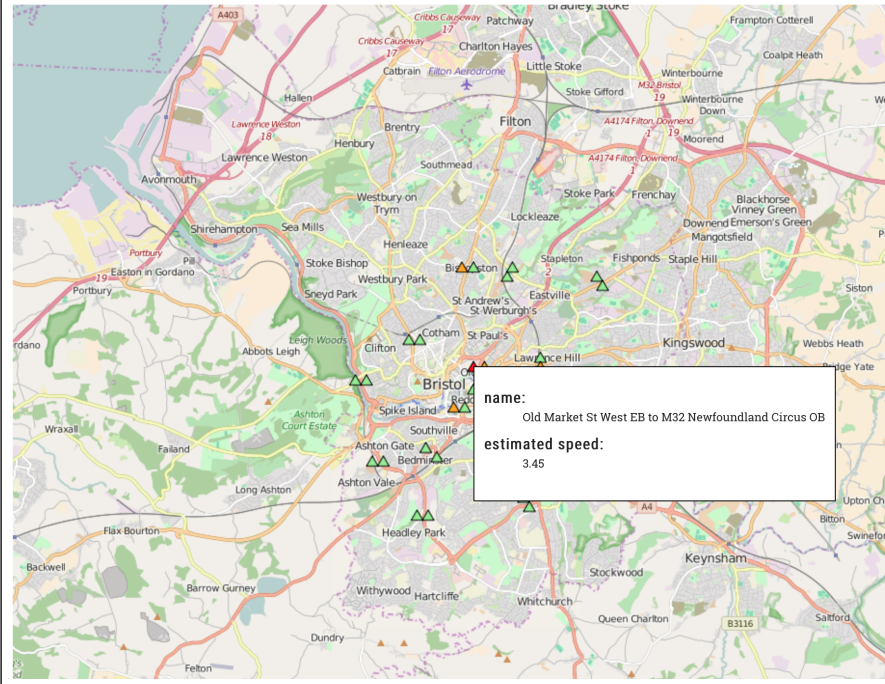 Bradley Stoke
A403
Cribbs Causeway
17
Patchway
Frampton Cotterell
Cribbs Causeway
17
Charlton Hayes
Coalpit Heath
Catbrain
Filton Aerodrome
Little Stoke
Winterbourne
M32 Bristol
19
Stoke Gifford
Hallen
Winterbourne
Down
Lawrence Weston
18
Brentry
Filton
A4174 Filton, Downend
1
19
Moorend
Henbury
Lawrence Weston
A4174 Filton, Downend
1
Southmead
Avonmouth
Westbury on
Trym
Stoke Park
Frenchay
Blackhorse
Vinney Green
Lockleaze
Shirehampton
Sea Mills
Downend
Emerson's Green
Mangotsfield
Henleaze
Portbury
19
Pill
Stoke Bishop
Stapleton
2
Fishponds
Staple Hill
Easton in Gordano
Westbury Park
Siston
Portbury
Sneyd Park
Eastville
St Andrew's
St Werburgh's
Leigh Woods
Cotham
St Paul's
Kingswood
Webbs Heath
rdano
Abbots Leigh
Clifton
Lawrence Hill
Bristol
Spike Island
Ashton
Court Estate
Southville
Wraxall
Failand
Ashton Gate
Bedminster
Ashton Vale
Long Ashton
name:
Old Market St West EB to M32 Newfoundland Circus OB
estimated speed:
3.45
A4
Bitton
Flax Bourton
Headley Park
Keynsham
Backwell
Stockwood
Barrow Gurney
Withywood
Hartcliffe
Whitchurch
Queen Charlton
B3116
Saltford
Dundry
Felton